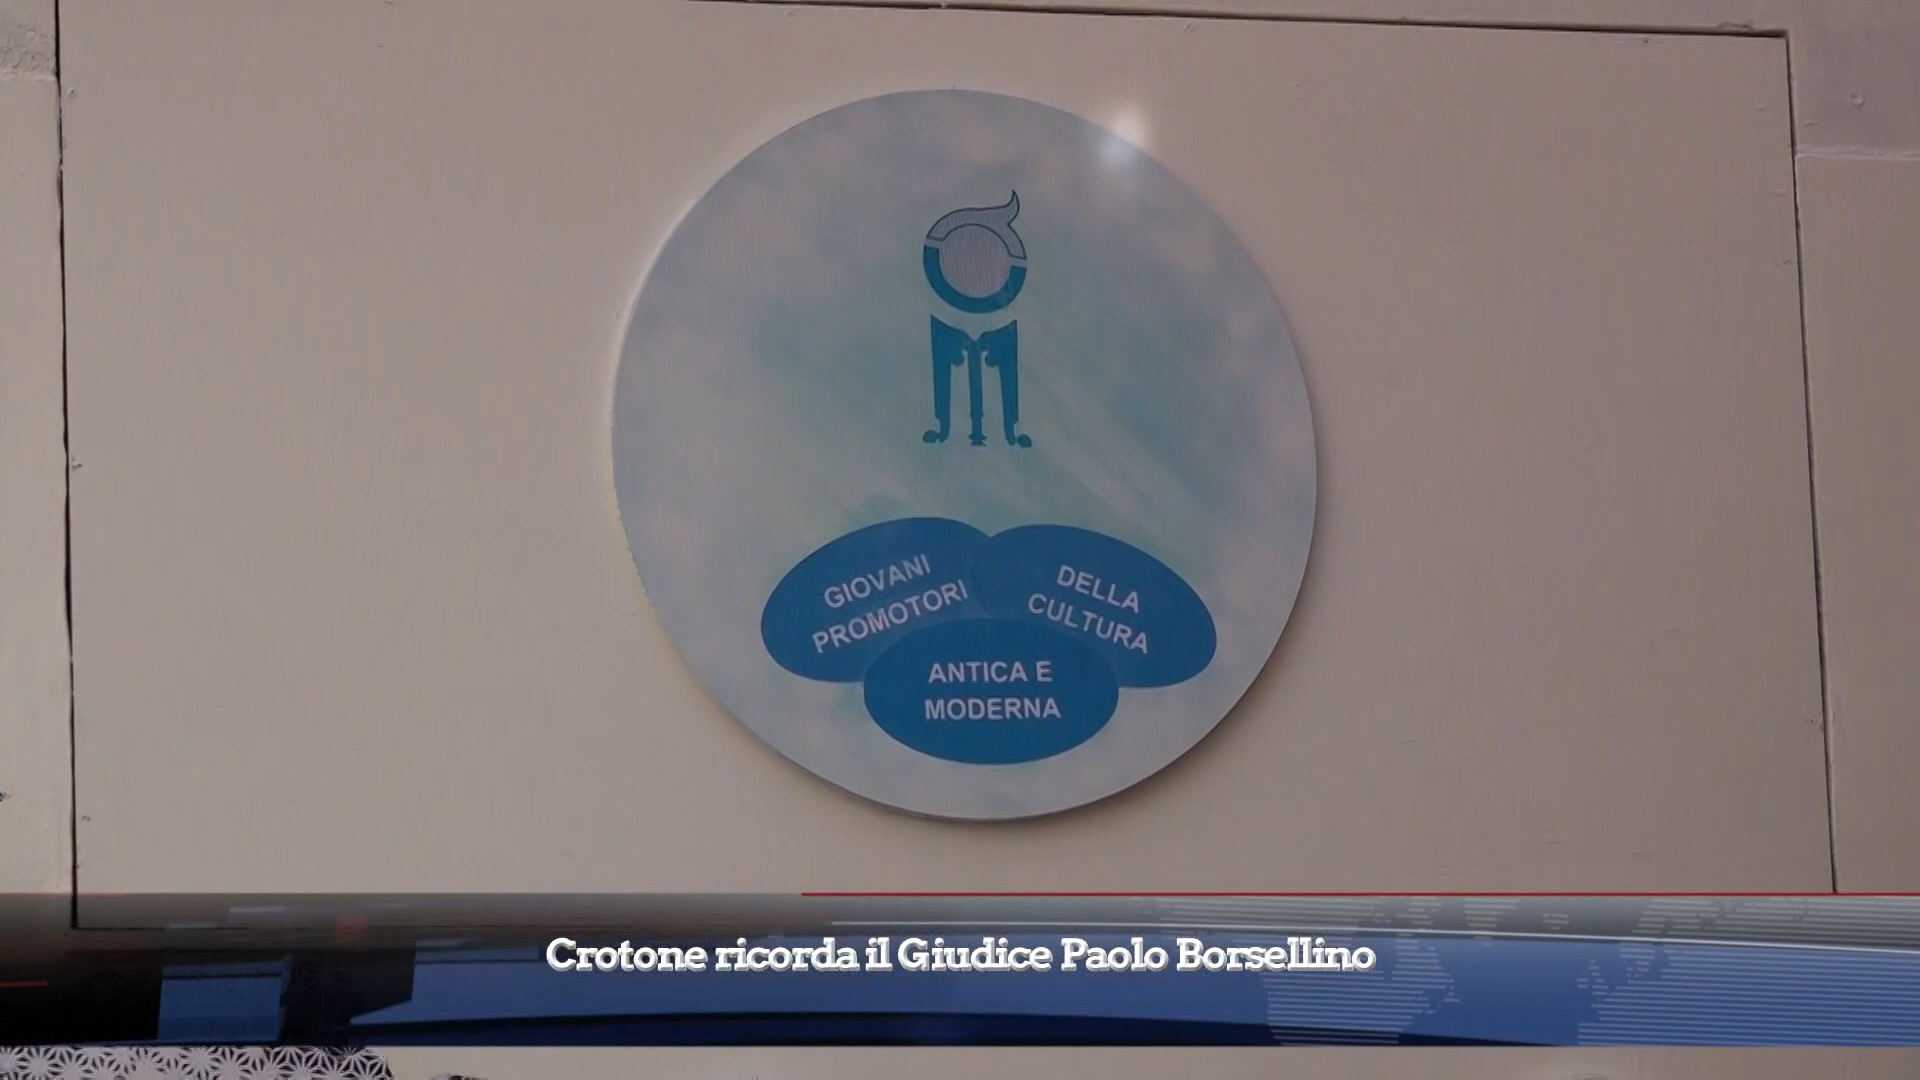 GIOVANI
PROMOTORI
DELLA
CULTURA
ANTICA E
MODERNA
Crotone ricorda il Giudice Paolo Borsellino